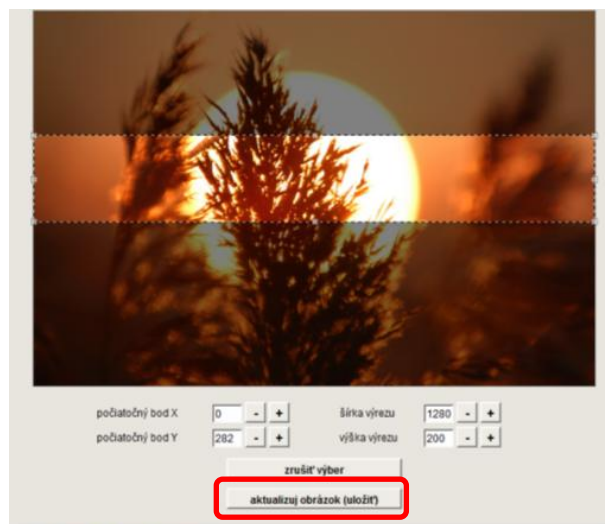 počiatočný bod X 0 - + šírka výrezu 1280 - +
počiatočný bod Y 282 - + výška výrezu 200 - +
zrušiť výber
aktualizuj obrázok (uložiť)